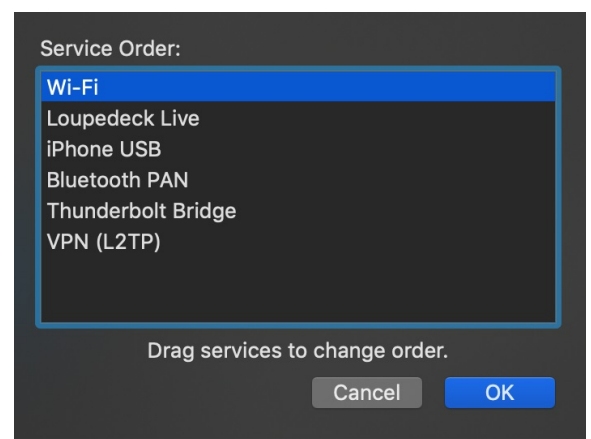 Service Order:
Wi-Fi
Loupedeck Live
iPhone USB
Bluetooth PAN
Thunderbolt Bridge
VPN (L2TP)
Drag services to change order.
Cancel OK